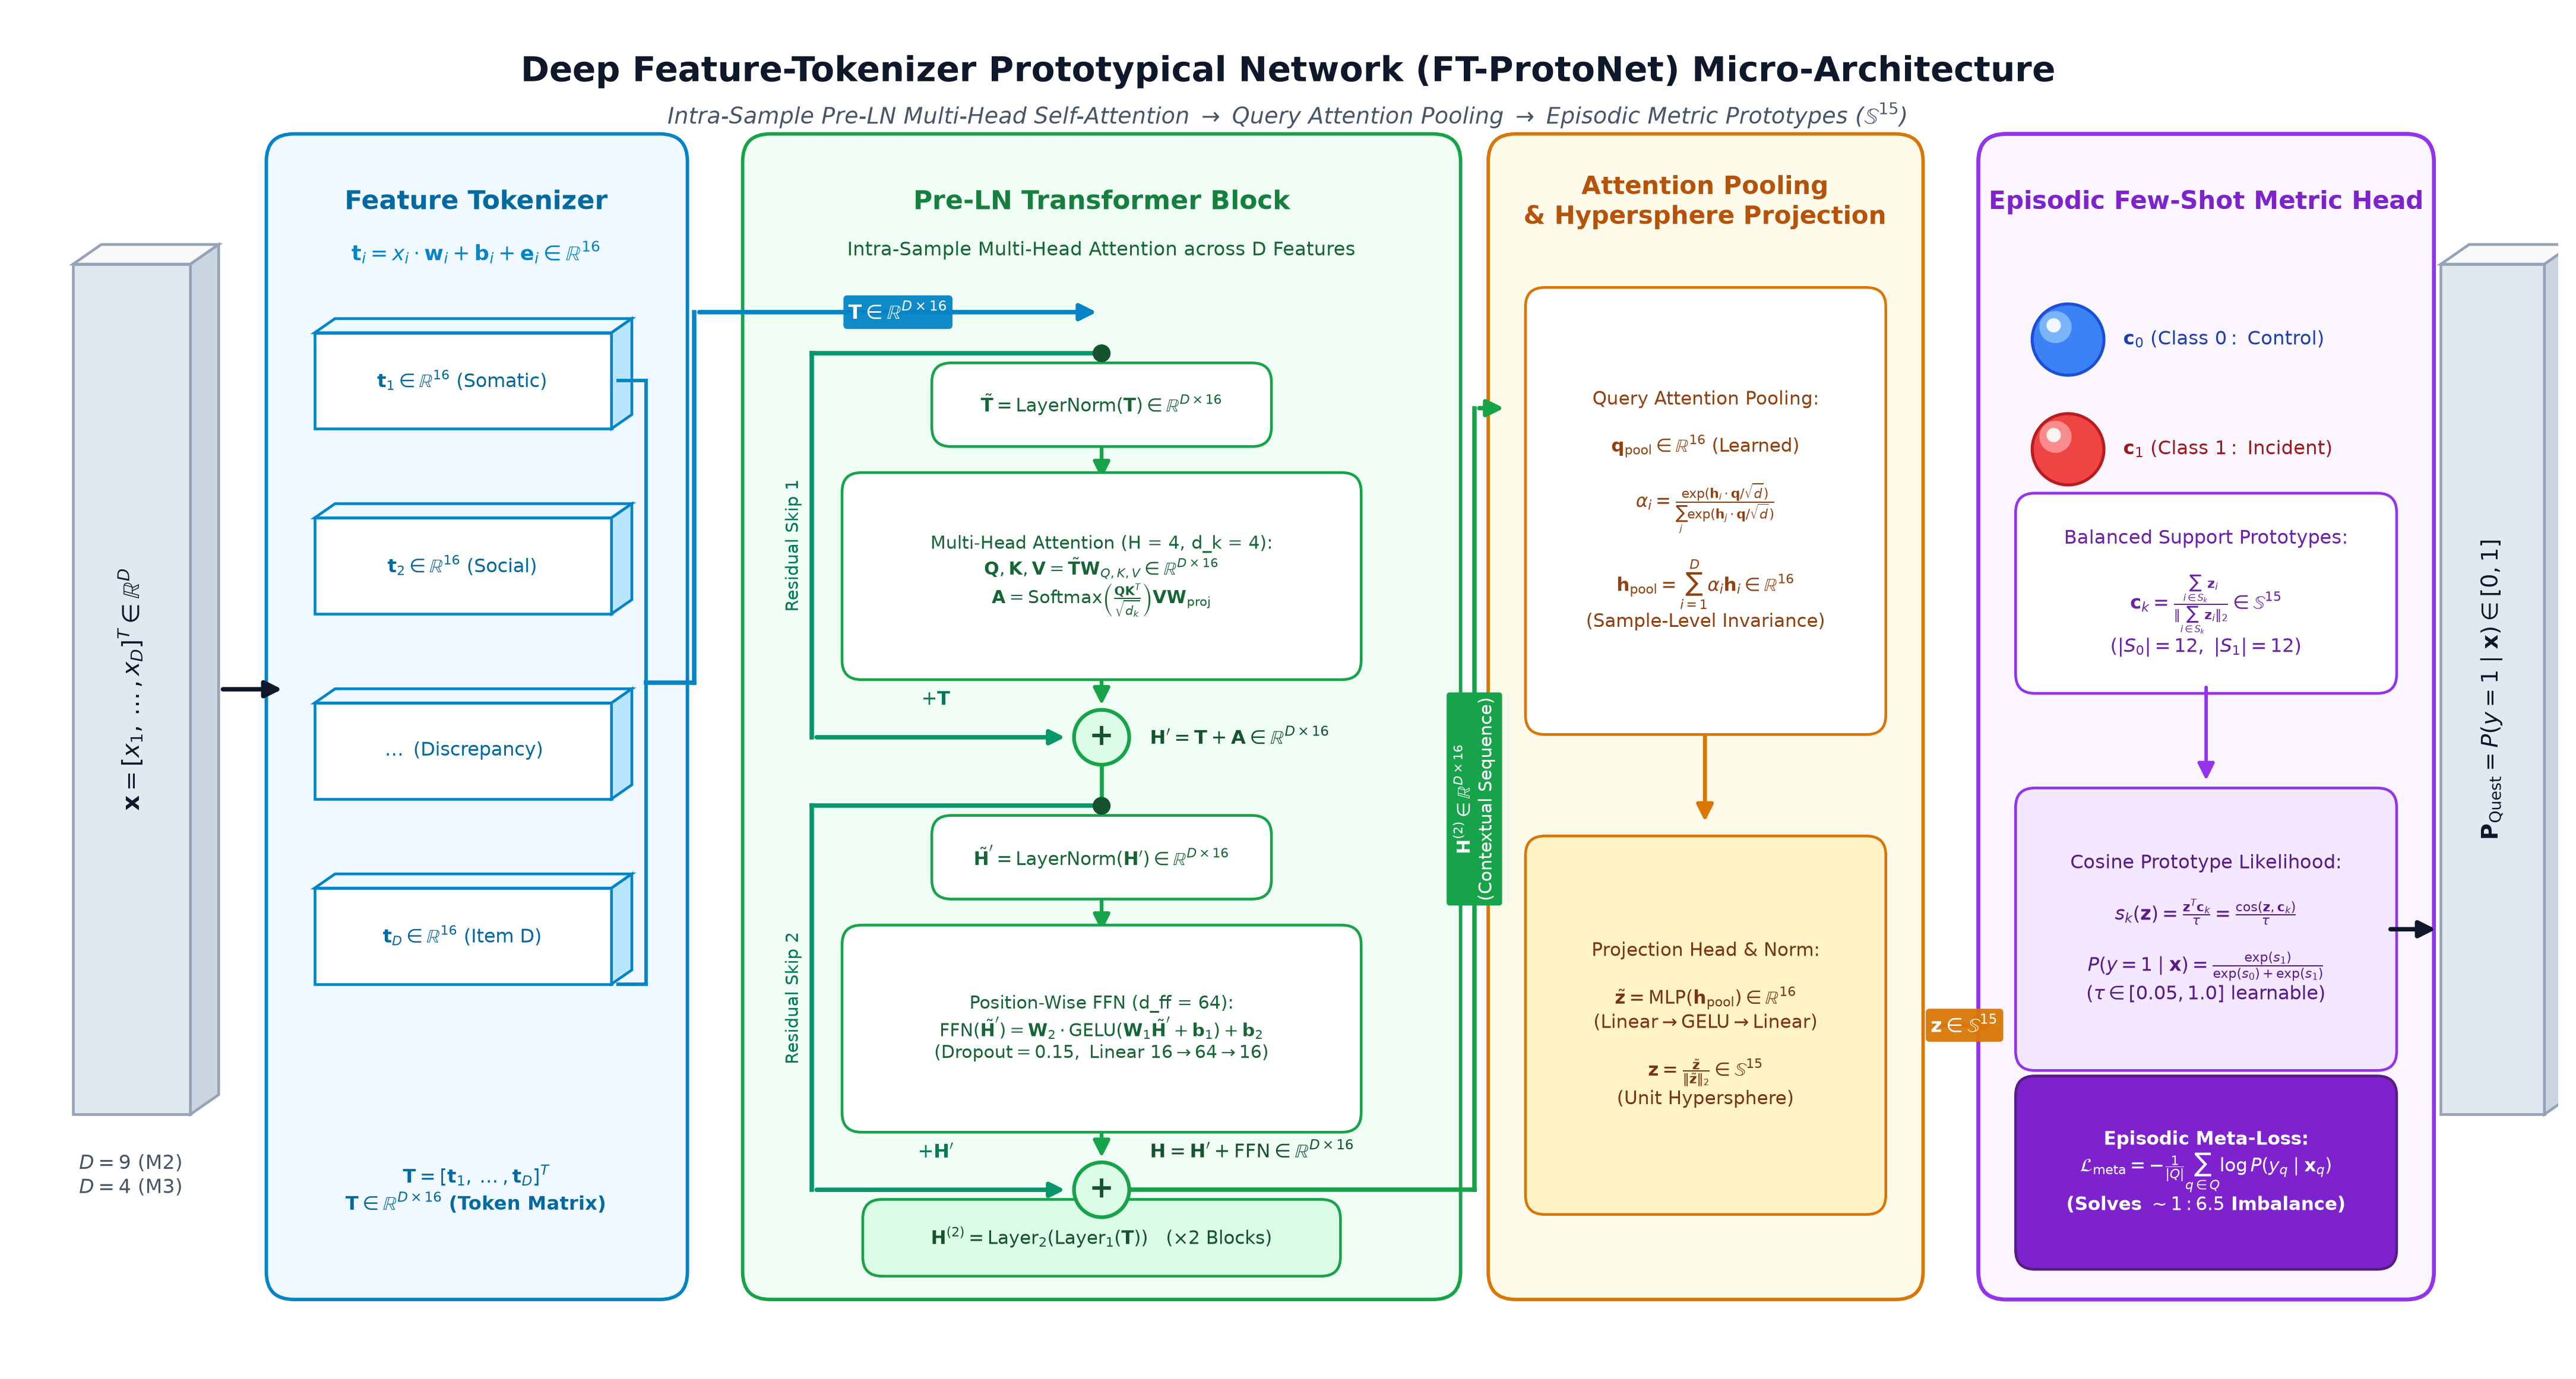 Deep Feature-Tokenizer Prototypical Network (FT-ProtoNet) Micro-Architecture
Intra-Sample Pre-LN Multi-Head Self-Attention → Query Attention Pooling → Episodic Metric Prototypes (𝕊¹⁵)
x = [x₁, …, x_D]ᵀ ∈ ℝᴰ
D = 9 (M2)
D = 4 (M3)
Feature Tokenizer
tᵢ = xᵢ · wᵢ + bᵢ + eᵢ ∈ ℝ¹⁶
t₁ ∈ ℝ¹⁶ (Somatic)
t₂ ∈ ℝ¹⁶ (Social)
… (Discrepancy)
t_D ∈ ℝ¹⁶ (Item D)
T = [t₁, …, t_D]ᵀ
T ∈ ℝ^{D×16} (Token Matrix)
Pre-LN Transformer Block
Intra-Sample Multi-Head Attention across D Features
T ∈ ℝ^{D×16}
T̃ = LayerNorm(T) ∈ ℝ^{D×16}
Residual Skip 1
Multi-Head Attention (H = 4, d_k = 4):
Q, K, V = T̃W_{Q,K,V} ∈ ℝ^{D×16}
A = Softmax(QKᵀ/√d_k)VW_proj
+T
+
H′ = T + A ∈ ℝ^{D×16}
H̃′ = LayerNorm(H′) ∈ ℝ^{D×16}
Residual Skip 2
Position-Wise FFN (d_ff = 64):
FFN(H̃′) = W₂ · GELU(W₁H̃′ + b₁) + b₂
(Dropout = 0.15, Linear 16 → 64 → 16)
+H′
H = H′ + FFN ∈ ℝ^{D×16}
+
H⁽²⁾ = Layer₂(Layer₁(T)) (×2 Blocks)
H⁽²⁾ ∈ ℝ^{D×16}
(Contextual Sequence)
Attention Pooling
& Hypersphere Projection
Query Attention Pooling:
q_pool ∈ ℝ¹⁶ (Learned)
αᵢ = exp(hᵢ · q/√d) / ∑_j exp(h_j · q/√d)
h_pool = ∑_{i=1}^{D} αᵢhᵢ ∈ ℝ¹⁶
(Sample-Level Invariance)
Projection Head & Norm:
z̃ = MLP(h_pool) ∈ ℝ¹⁶
(Linear → GELU → Linear)
z = z̃ / ‖z̃‖₂ ∈ 𝕊¹⁵
(Unit Hypersphere)
z ∈ 𝕊¹⁵
Episodic Few-Shot Metric Head
c₀ (Class 0: Control)
c₁ (Class 1: Incident)
Balanced Support Prototypes:
c_k = ∑_{i∈S_k} zᵢ / ‖∑_{i∈S_k} zᵢ‖₂ ∈ 𝕊¹⁵
(|S₀| = 12, |S₁| = 12)
Cosine Prototype Likelihood:
s_k(z) = zᵀc_k / τ = cos(z, c_k) / τ
P(y = 1 | x) = exp(s₁) / exp(s₀) + exp(s₁)
(τ ∈ [0.05, 1.0] learnable)
Episodic Meta-Loss:
ℒ_meta = −1/|Q| ∑_{q∈Q} log P(y_q | x_q)
(Solves ~1:6.5 Imbalance)
P_Quest = P(y = 1 | x) ∈ [0, 1]